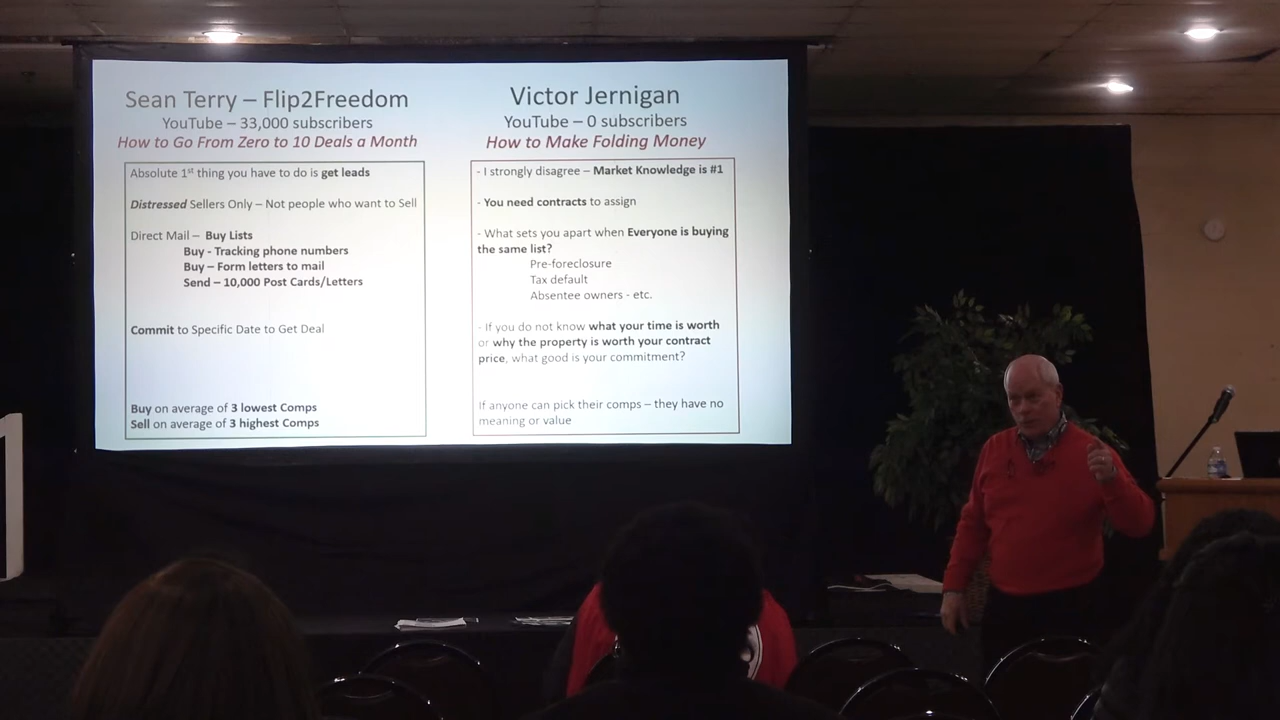 Sean Terry – Flip2Freedom
YouTube – 33,000 subscribers
How to Go From Zero to 10 Deals a Month
Absolute 1st thing you have to do is get leads
Distressed Sellers Only – Not people who want to Sell
Direct Mail – Buy Lists
Buy - Tracking phone numbers
Buy – Form letters to mail
Send – 10,000 Post Cards/Letters
Commit to Specific Date to Get Deal
Buy on average of 3 lowest Comps
Sell on average of 3 highest Comps
Victor Jernigan
YouTube – 0 subscribers
How to Make Folding Money
- I strongly disagree – Market Knowledge is #1
- You need contracts to assign
- What sets you apart when Everyone is buying
the same list?
Pre-foreclosure
Tax default
Absentee owners - etc.
- If you do not know what your time is worth
or why the property is worth your contract
price, what good is your commitment?
If anyone can pick their comps – they have no
meaning or value